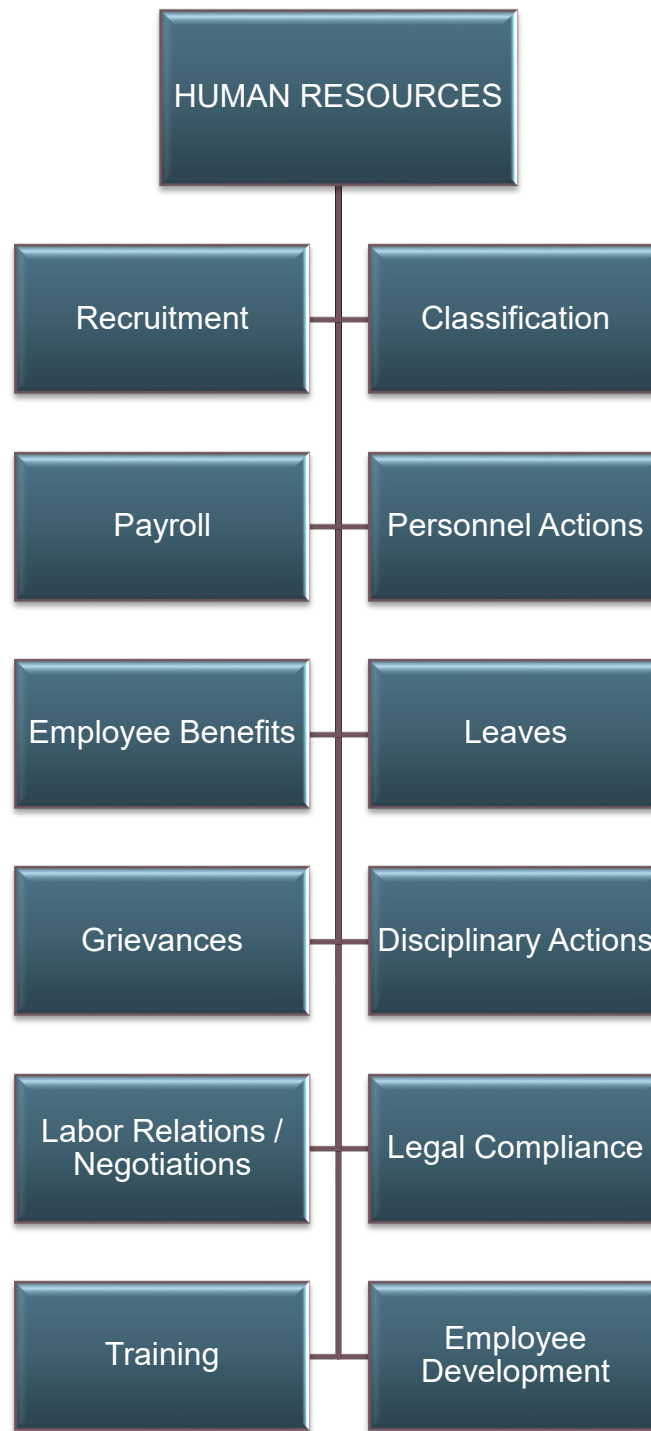 HUMAN RESOURCES
Recruitment
Classification
Payroll
Personnel Actions
Employee Benefits
Leaves
Grievances
Disciplinary Actions
Labor Relations /
Negotiations
Legal Compliance
Training
Employee
Development